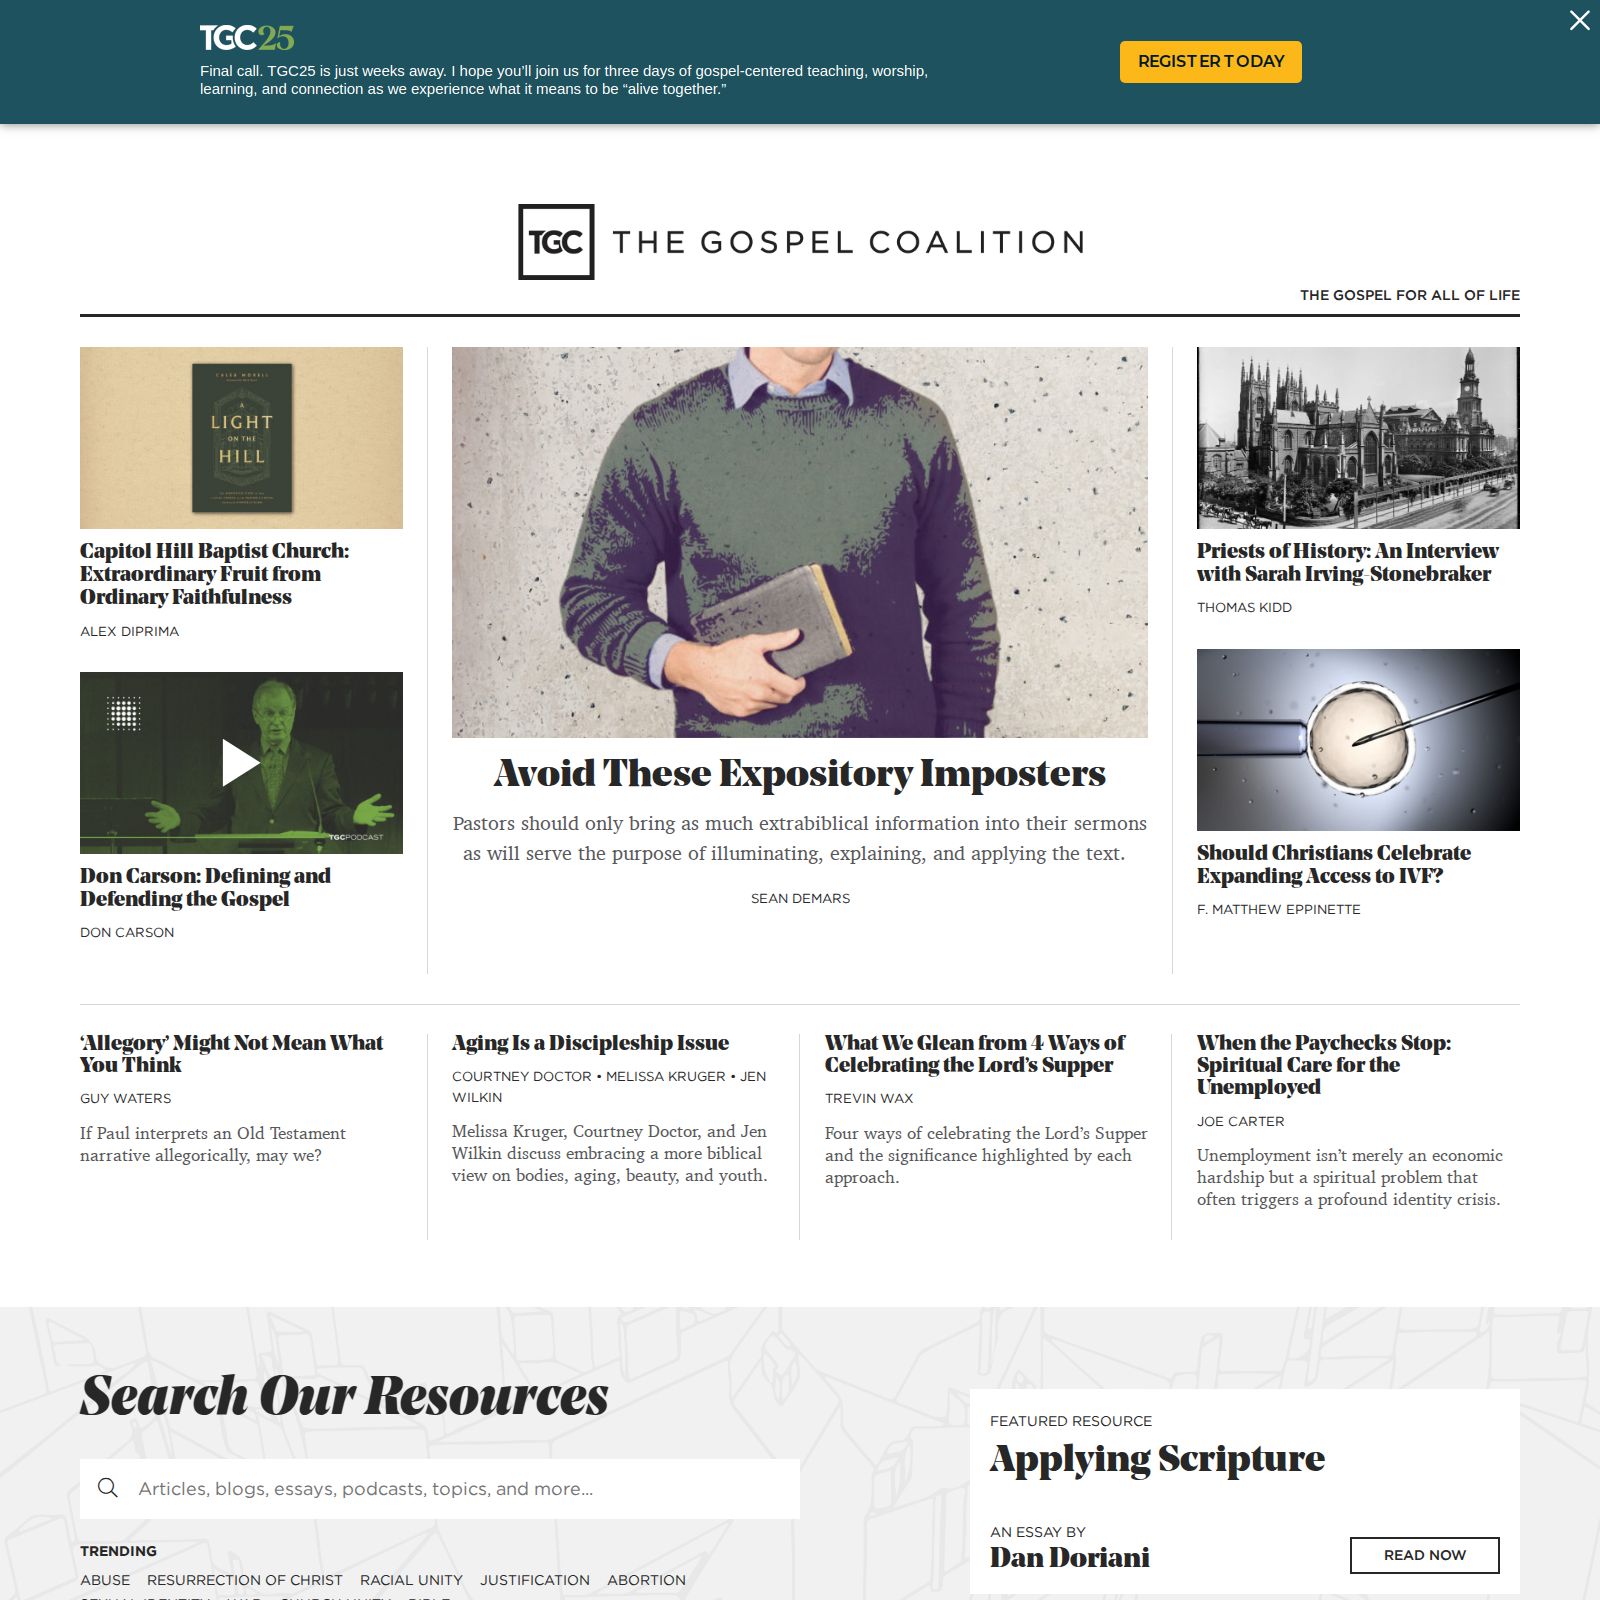 TGC25
Final call. TGC25 is just weeks away. I hope you’ll join us for three days of gospel-centered teaching, worship,
learning, and connection as we experience what it means to be “alive together.”
REGISTER TODAY
TGC THE GOSPEL COALITION
THE GOSPEL FOR ALL OF LIFE
CALEB MORELL
A
LIGHT
ON THE
HILL
Capitol Hill Baptist Church:
Extraordinary Fruit from
Ordinary Faithfulness
ALEX DIPRIMA
TGCPODCAST
Don Carson: Defining and
Defending the Gospel
DON CARSON
Avoid These Expository Imposters
Pastors should only bring as much extrabiblical information into their sermons
as will serve the purpose of illuminating, explaining, and applying the text.
SEAN DEMARS
Priests of History: An Interview
with Sarah Irving-Stonebraker
THOMAS KIDD
Should Christians Celebrate
Expanding Access to IVF?
F. MATTHEW EPPINETTE
‘Allegory’ Might Not Mean What
You Think
GUY WATERS
If Paul interprets an Old Testament
narrative allegorically, may we?
Aging Is a Discipleship Issue
COURTNEY DOCTOR • MELISSA KRUGER • JEN
WILKIN
Melissa Kruger, Courtney Doctor, and Jen
Wilkin discuss embracing a more biblical
view on bodies, aging, beauty, and youth.
What We Glean from 4 Ways of
Celebrating the Lord’s Supper
TREVIN WAX
Four ways of celebrating the Lord’s Supper
and the significance highlighted by each
approach.
When the Paychecks Stop:
Spiritual Care for the
Unemployed
JOE CARTER
Unemployment isn’t merely an economic
hardship but a spiritual problem that
often triggers a profound identity crisis.
Search Our Resources
Articles, blogs, essays, podcasts, topics, and more...
TRENDING
ABUSE RESURRECTION OF CHRIST RACIAL UNITY JUSTIFICATION ABORTION
FEATURED RESOURCE
Applying Scripture
AN ESSAY BY
Dan Doriani
READ NOW